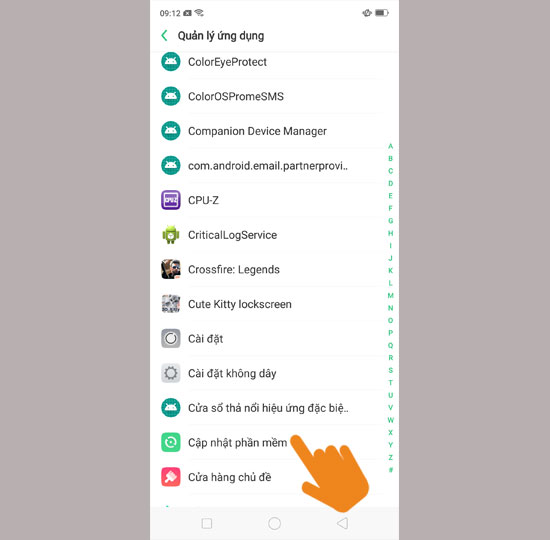 09:12
Quản lý ứng dụng
ColorEyeProtect
ColorOSPromeSMS
Companion Device Manager
com.android.email.partnerprovi..
CPU-Z
CriticalLogService
Crossfire: Legends
Cute Kitty lockscreen
Cài đặt
Cài đặt không dây
Cửa sổ thả nổi hiệu ứng đặc biệ..
Cập nhật phần mềm
Cửa hàng chủ đề
A
B
C
D
E
F
G
H
I
J
K
L
M
N
O
P
Q
R
S
T
U
V
W
X
Y
Z
#